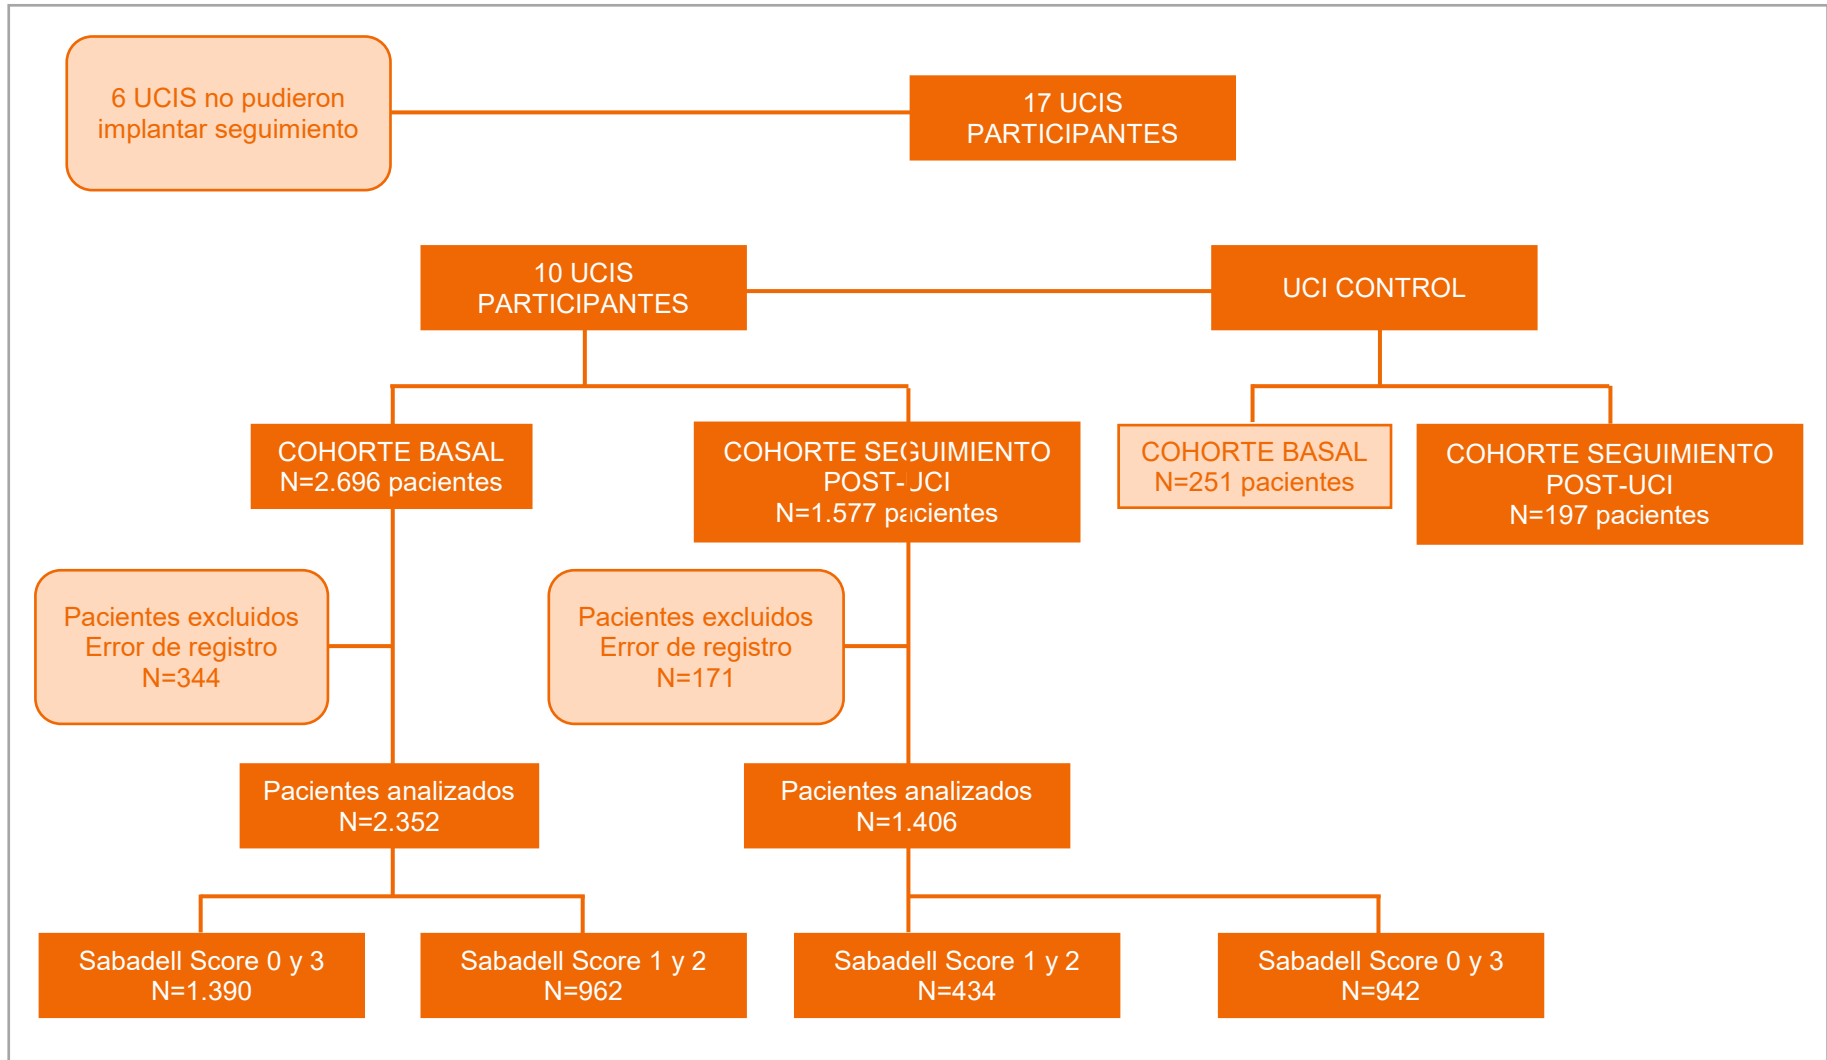 6 UCIS no pudieron
implantar seguimiento
17 UCIS
PARTICIPANTES
10 UCIS
PARTICIPANTES
UCI CONTROL
COHORTE BASAL
N=2.696 pacientes
COHORTE SEGUIMIENTO
POST-UCI
N=1.577 pacientes
COHORTE BASAL
N=251 pacientes
COHORTE SEGUIMIENTO
POST-UCI
N=197 pacientes
Pacientes excluidos
Error de registro
N=344
Pacientes excluidos
Error de registro
N=171
Pacientes analizados
N=2.352
Pacientes analizados
N=1.406
Sabadell Score 0 y 3
N=1.390
Sabadell Score 1 y 2
N=962
Sabadell Score 1 y 2
N=434
Sabadell Score 0 y 3
N=942